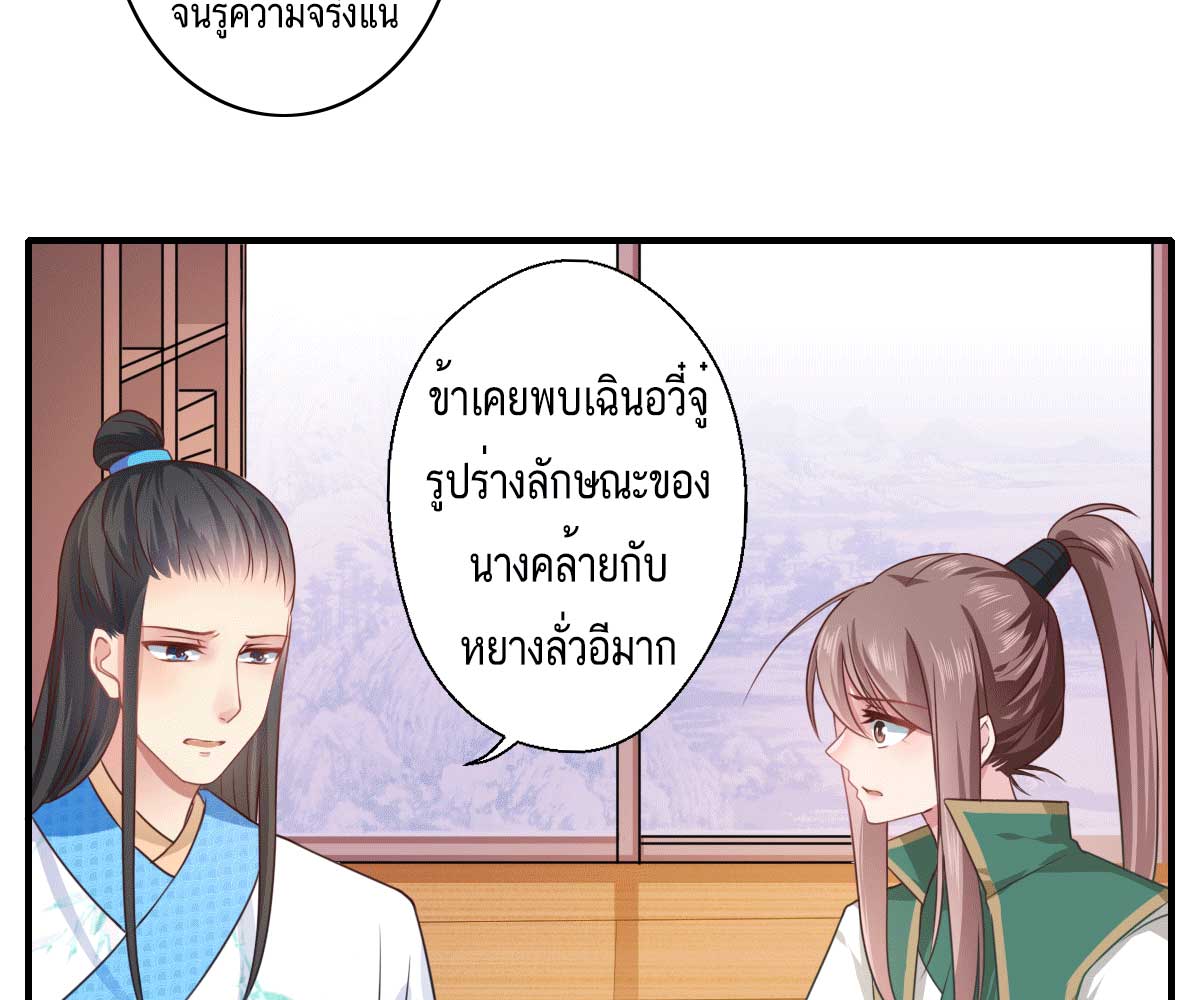 จนรู้ความจริงแน่
ข้าเคยพบเฉินอวี๋จู๋
รูปร่างลักษณะของ
นางคล้ายกับ
หยางลั่วอีมาก